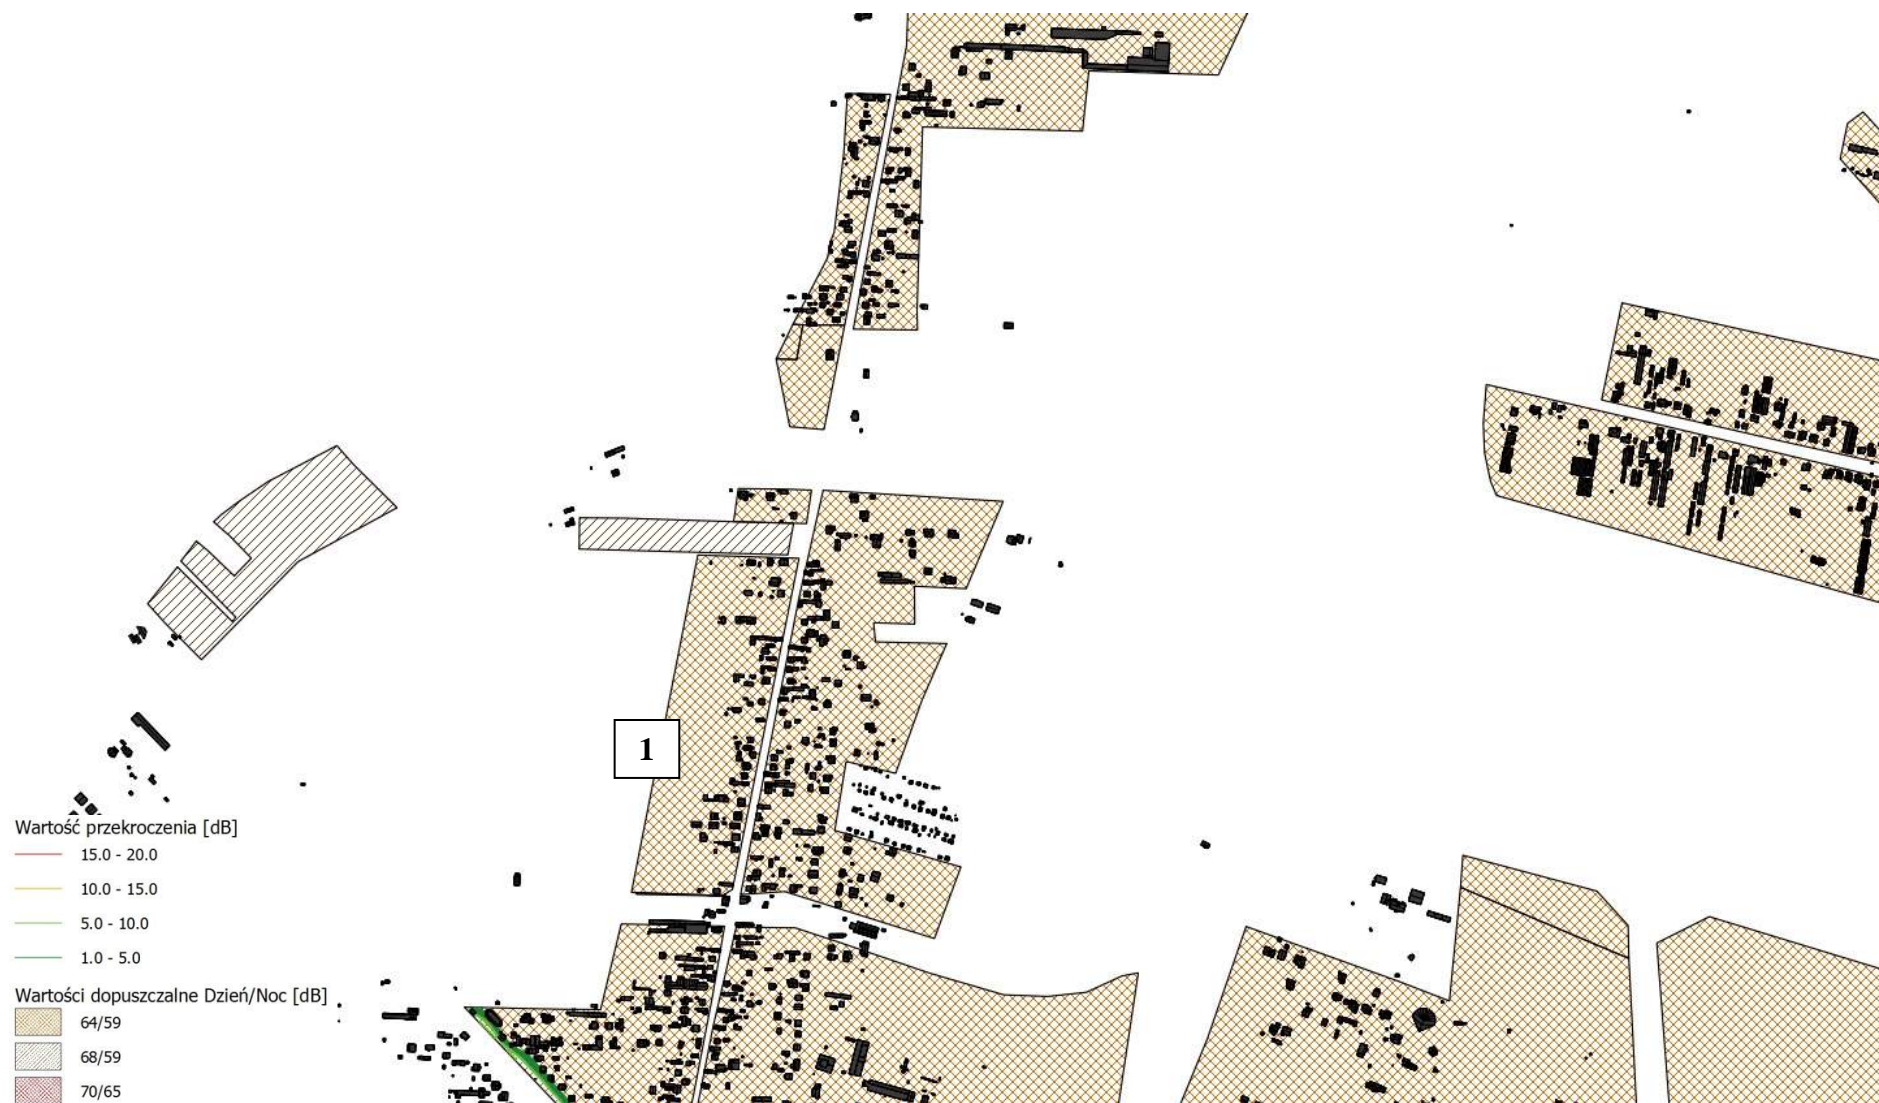 1
Wartość przekroczenia [dB]
15.0 - 20.0
10.0 - 15.0
5.0 - 10.0
1.0 - 5.0
Wartości dopuszczalne Dzień/Noc [dB]
64/59
68/59
70/65